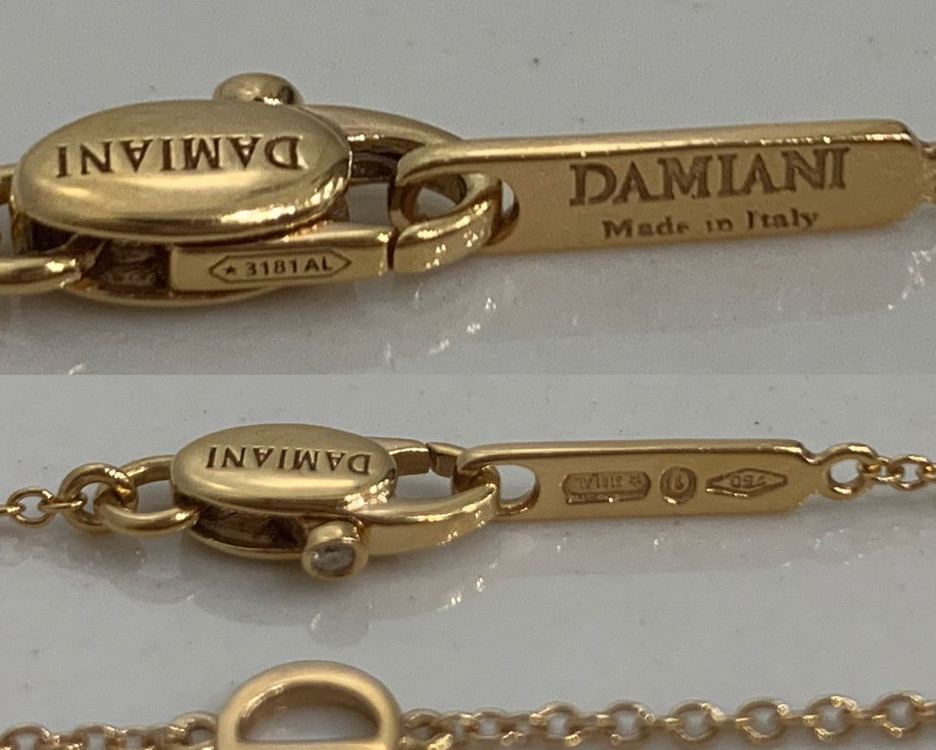 DAMIANI
DAMIANI
Made in Italy
★ 3181AL
DAMIANI
★ 3181AL
750